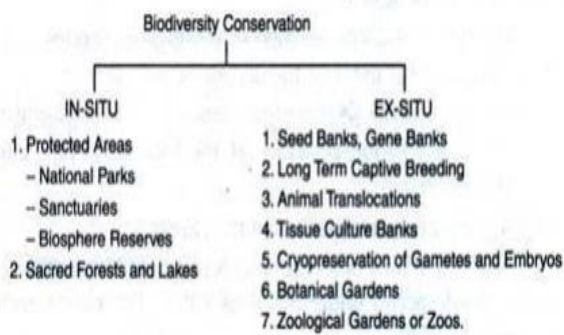 Biodiversity Conservation
IN-SITU
1. Protected Areas
– National Parks
– Sanctuaries
– Biosphere Reserves
2. Sacred Forests and Lakes
EX-SITU
1. Seed Banks, Gene Banks
2. Long Term Captive Breeding
3. Animal Translocations
4. Tissue Culture Banks
5. Cryopreservation of Gametes and Embryos
6. Botanical Gardens
7. Zoological Gardens or Zoos.